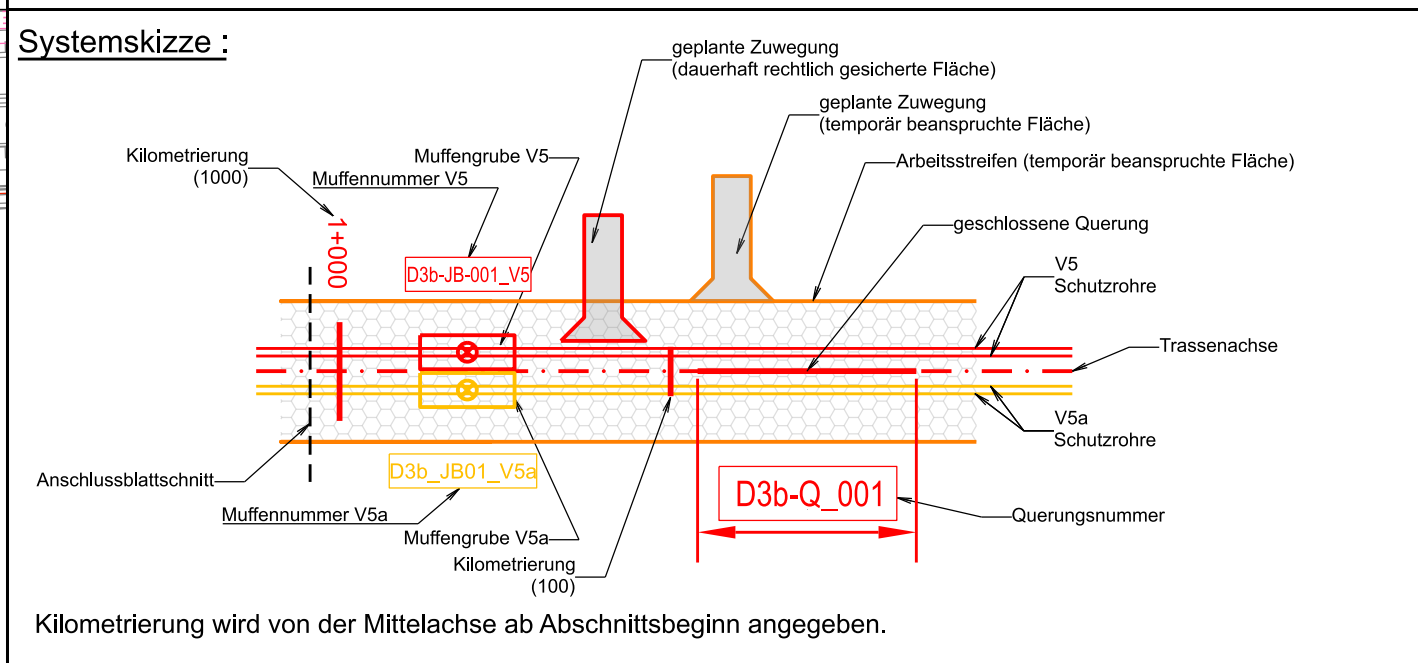 Systemskizze :
geplante Zuwegung
(dauerhaft rechtlich gesicherte Fläche)
geplante Zuwegung
(temporär beanspruchte Fläche)
Kilometrierung
(1000)
Muffengrube V5
Muffennummer V5
Arbeitsstreifen (temporär beanspruchte Fläche)
1+000
geschlossene Querung
D3b-JB-001_V5
V5
Schutzrohre
Trassenachse
V5a
Schutzrohre
Anschlussblattschnitt
D3b_JB01_V5a
D3b-Q_001
Muffennummer V5a
Querungsnummer
Muffengrube V5a
Kilometrierung
(100)
Kilometrierung wird von der Mittelachse ab Abschnittsbeginn angegeben.